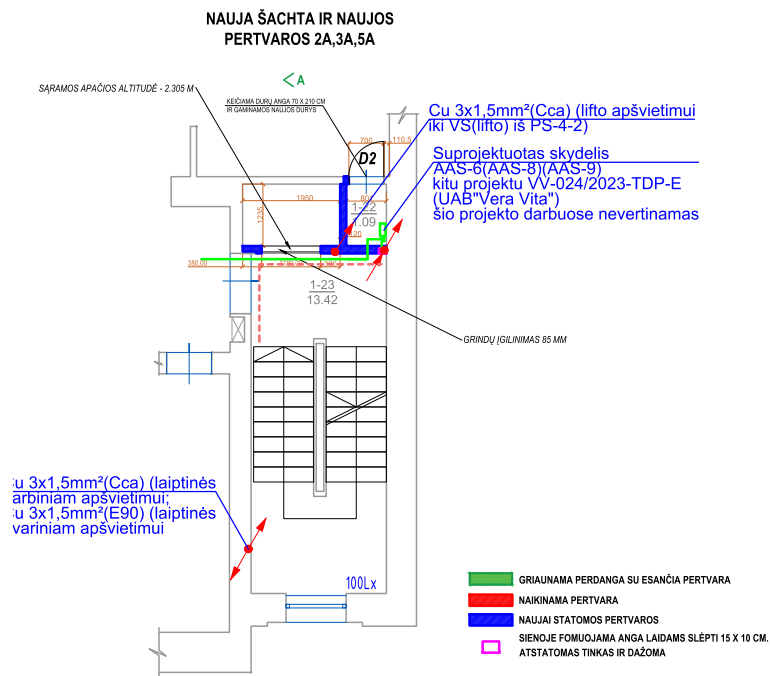 NAUJA ŠACHTA IR NAUJOS
PERTVAROS 2A,3A,5A
A
SĄRAMOS APAČIOS ALTITUDĖ - 2.305 M
KEIČIAMA DURŲ ANGA 70 X 210 CM
IR GAMINAMOS NAUJOS DURYS
Cu 3x1,5mm²(Cca) (lifto apšvietimui
iki VS(lifto) iš PS-4-2)
700
110.5
D2
Suprojektuotas skydelis
AAS-6(AAS-8)(AAS-9)
kitu projektu VV-024/2023-TDP-E
(UAB"Vera Vita")
šio projekto darbuose nevertinamas
1950
1235
1-22
1.09
120
380.00
1-23
13.42
GRINDŲ ĮGILINIMAS 85 MM
u 3x1,5mm²(Cca) (laiptinės
arbiniam apšvietimui;
u 3x1,5mm²(E90) (laiptinės
variniam apšvietimui
100Lx
GRIAUNAMA PERDANGA SU ESANČIA PERTVARA
NAIKINAMA PERTVARA
NAUJAI STATOMOS PERTVAROS
SIENOJE FOMUOJAMA ANGA LAIDAMS SLĖPTI 15 X 10 CM.
ATSTATOMAS TINKAS IR DAŽOMA